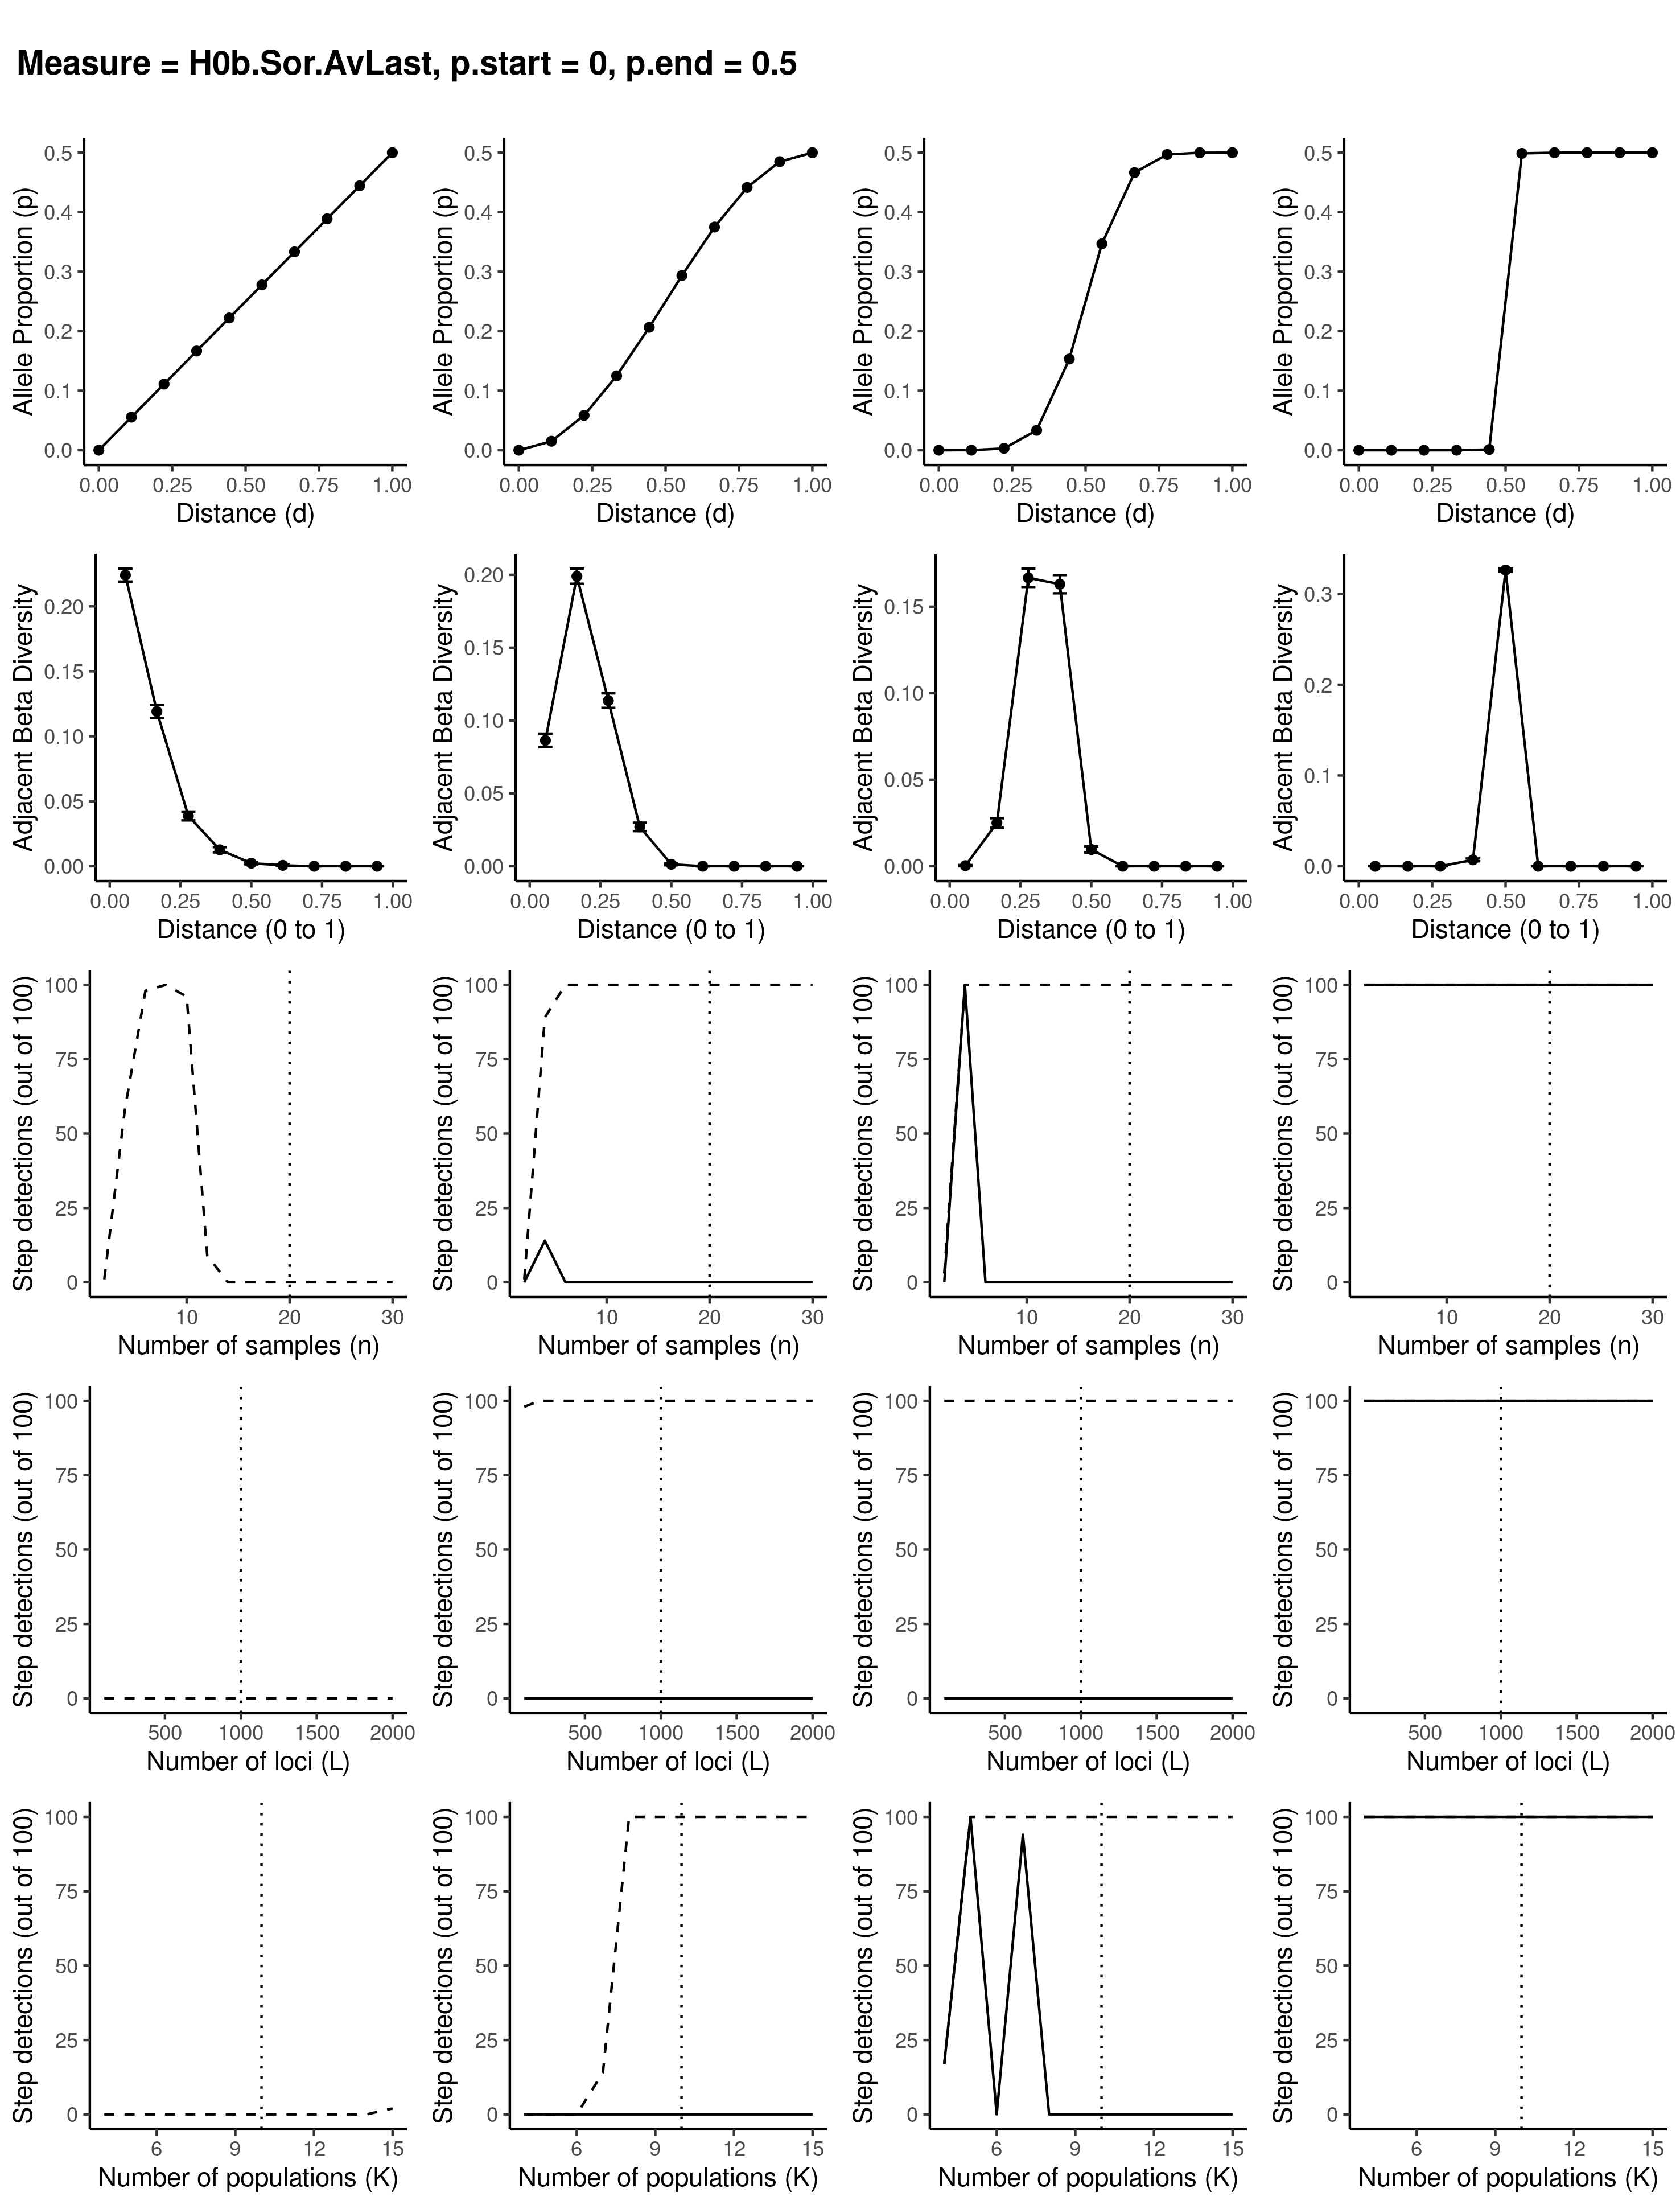 Measure = H0b.Sor.AvLast, p.start = 0, p.end = 0.5
Allele Proportion (p)
0.5
0.4
0.3
0.2
0.1
0.0
0.00 0.25 0.50 0.75 1.00
Distance (d)
Allele Proportion (p)
0.5
0.4
0.3
0.2
0.1
0.0
0.00 0.25 0.50 0.75 1.00
Distance (d)
Allele Proportion (p)
0.5
0.4
0.3
0.2
0.1
0.0
0.00 0.25 0.50 0.75 1.00
Distance (d)
Allele Proportion (p)
0.5
0.4
0.3
0.2
0.1
0.0
0.00 0.25 0.50 0.75 1.00
Distance (d)
Adjacent Beta Diversity
0.20
0.15
0.10
0.05
0.00
0.00 0.25 0.50 0.75 1.00
Distance (0 to 1)
Adjacent Beta Diversity
0.20
0.15
0.10
0.05
0.00
0.00 0.25 0.50 0.75 1.00
Distance (0 to 1)
Adjacent Beta Diversity
0.15
0.10
0.05
0.00
0.00 0.25 0.50 0.75 1.00
Distance (0 to 1)
Adjacent Beta Diversity
0.3
0.2
0.1
0.0
0.00 0.25 0.50 0.75 1.00
Distance (0 to 1)
Step detections (out of 100)
100
75
50
25
0
10 20 30
Number of samples (n)
Step detections (out of 100)
100
75
50
25
0
10 20 30
Number of samples (n)
Step detections (out of 100)
100
75
50
25
0
10 20 30
Number of samples (n)
Step detections (out of 100)
100
75
50
25
0
10 20 30
Number of samples (n)
Step detections (out of 100)
100
75
50
25
0
500 1000 1500 2000
Number of loci (L)
Step detections (out of 100)
100
75
50
25
0
500 1000 1500 2000
Number of loci (L)
Step detections (out of 100)
100
75
50
25
0
500 1000 1500 2000
Number of loci (L)
Step detections (out of 100)
100
75
50
25
0
500 1000 1500 2000
Number of loci (L)
Step detections (out of 100)
100
75
50
25
0
6 9 12 15
Number of populations (K)
Step detections (out of 100)
100
75
50
25
0
6 9 12 15
Number of populations (K)
Step detections (out of 100)
100
75
50
25
0
6 9 12 15
Number of populations (K)
Step detections (out of 100)
100
75
50
25
0
6 9 12 15
Number of populations (K)